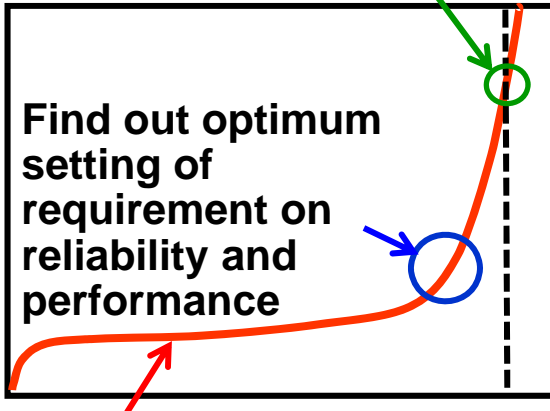 Find out optimum
setting of
requirement on
reliability and
performance